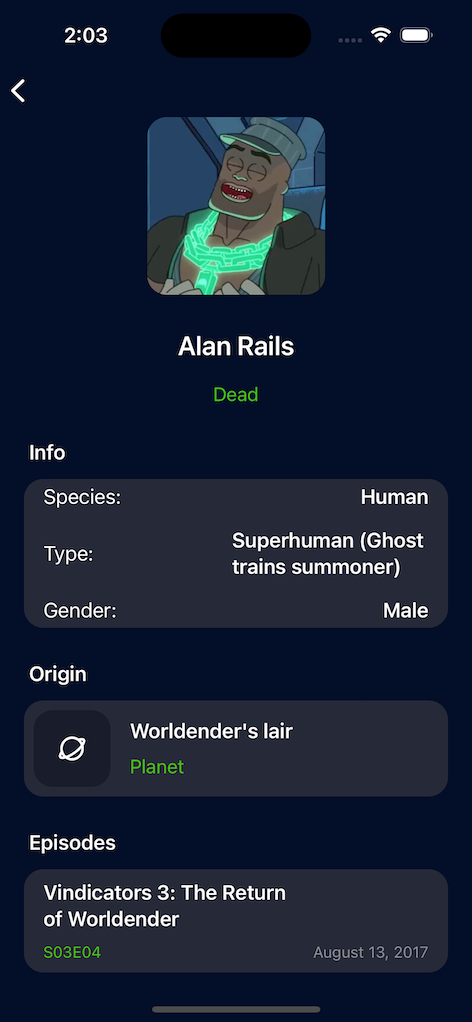 2:03
Alan Rails
Dead
Info
Species: Human
Type: Superhuman (Ghost
trains summoner)
Gender: Male
Origin
Worldender's lair
Planet
Episodes
Vindicators 3: The Return
of Worldender
S03E04 August 13, 2017